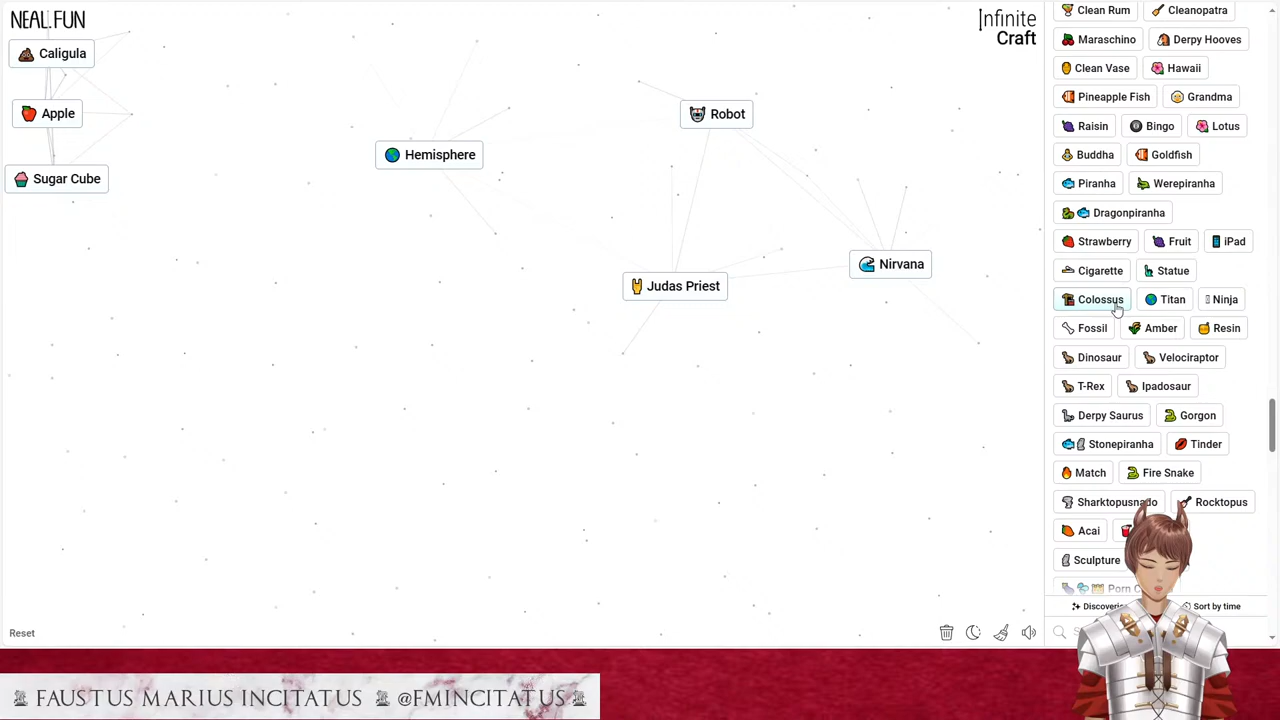 NEAL.FUN
Infinite
Craft
Caligula
Apple
Sugar Cube
Hemisphere
Robot
Judas Priest
Nirvana
Clean Rum Cleanopatra
Maraschino Derpy Hooves
Clean Vase Hawaii
Pineapple Fish Grandma
Raisin Bingo Lotus
Buddha Goldfish
Piranha Werepiranha
Dragonpiranha
Strawberry Fruit iPad
Cigarette Statue
Colossus Titan Ninja
Fossil Amber Resin
Dinosaur Velociraptor
T-Rex Ipadosaur
Derpy Saurus Gorgon
Stonepiranha Tinder
Match Fire Snake
Sharktopusnado Rocktopus
Acai
Sculpture
Porn
Sort by time
Reset
FAUSTUS MARIUS INCITATUS @FMINCITATUS